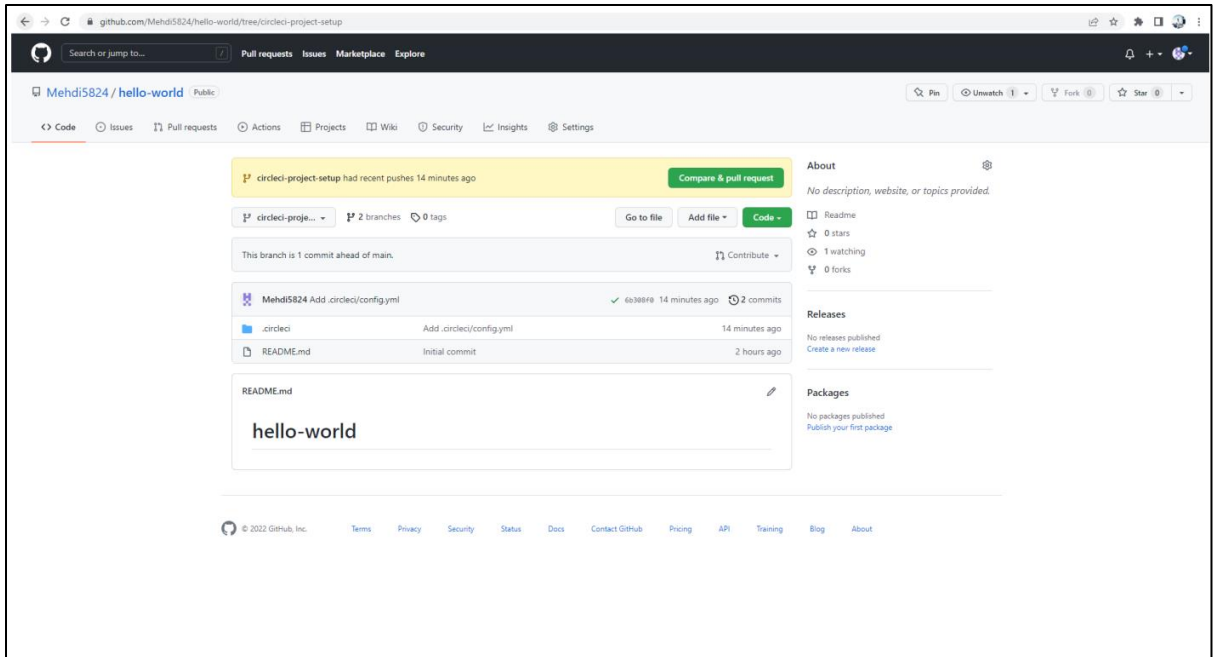 github.com/Mehdi5824/hello-world/tree/circleci-project-setup
Search or jump to... / Pull requests Issues Marketplace Explore
Mehdi5824 / hello-world Public Pin Unwatch 1 Fork 0 Star 0
<> Code Issues Pull requests Actions Projects Wiki Security Insights Settings
circleci-project-setup had recent pushes 14 minutes ago Compare & pull request
circleci-proje... 2 branches 0 tags Go to file Add file Code
This branch is 1 commit ahead of main. Contribute
Mehdi5824 Add .circleci/config.yml 6b308f0 14 minutes ago 2 commits
.circleci Add .circleci/config.yml 14 minutes ago
README.md Initial commit 2 hours ago
README.md
hello-world
About
No description, website, or topics provided.
Readme
0 stars
1 watching
0 forks
Releases
No releases published
Create a new release
Packages
No packages published
Publish your first package
© 2022 GitHub, Inc. Terms Privacy Security Status Docs Contact GitHub Pricing API Training Blog About